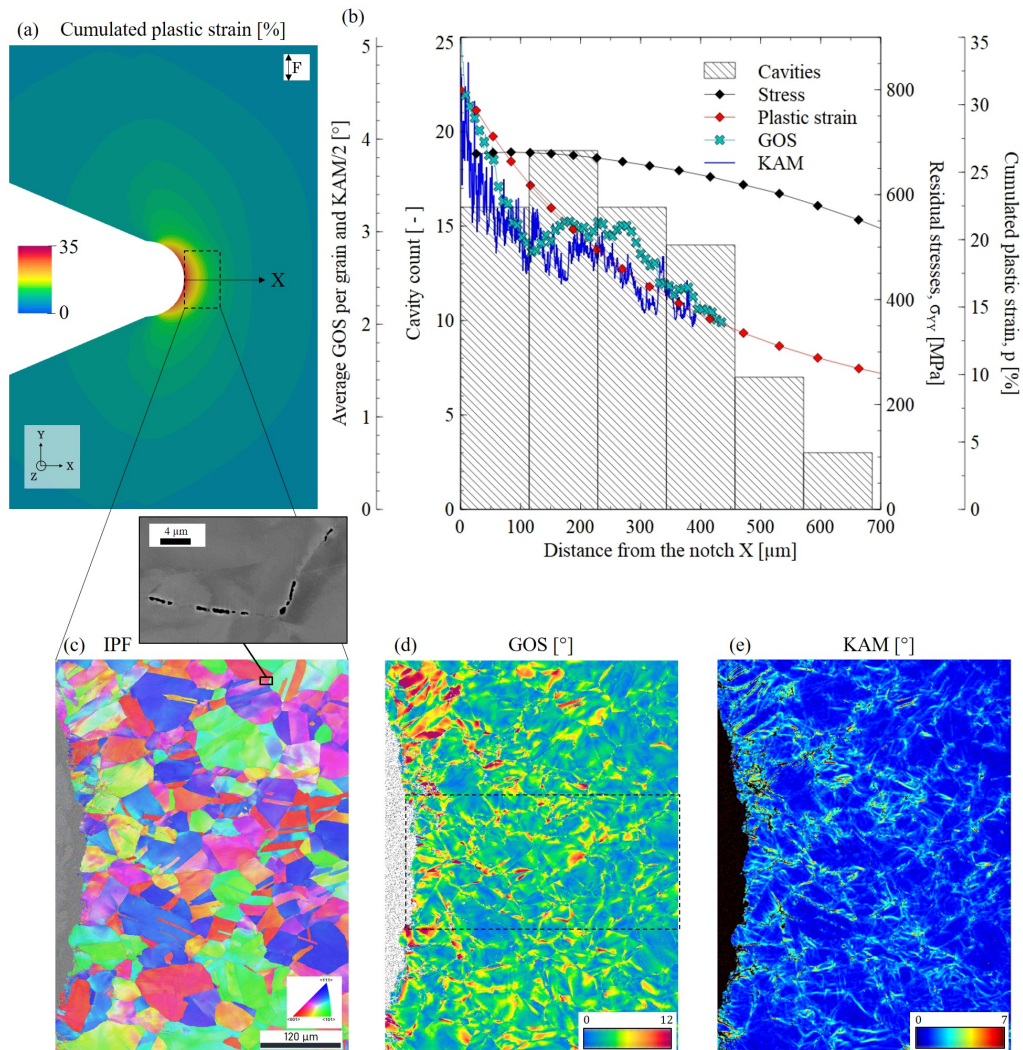 (a) Cumulated plastic strain [%]
F
35
0
X
Y
X
Z
(b)
5
4
3
2
1
0
Average GOS per grain and KAM/2 [°]
25
20
15
10
5
0
Cavity count [-]
Cavities
Stress
Plastic strain
GOS
KAM
800
600
400
200
0
Residual stresses, σYY [MPa]
35
30
25
20
15
10
5
0
Cumulated plastic strain, p [%]
0 100 200 300 400 500 600 700
Distance from the notch X [µm]
4 µm
(c) IPF
<111>
<001> <101>
120 µm
(d) GOS [°]
0 12
(e) KAM [°]
0 7